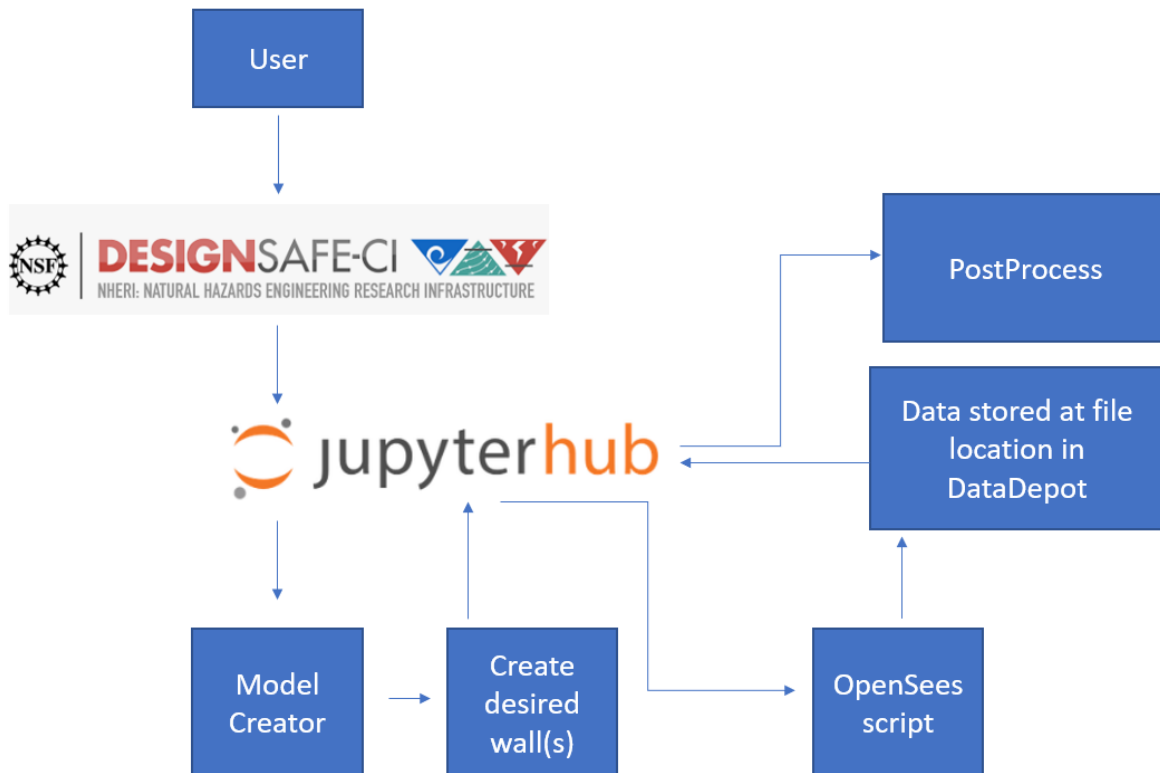 User
NSF
DESIGNSAFE-CI
NHERI: NATURAL HAZARDS ENGINEERING RESEARCH INFRASTRUCTURE
PostProcess
Data stored at file
location in
DataDepot
jupyterhub
Model
Creator
Create
desired
wall(s)
OpenSees
script